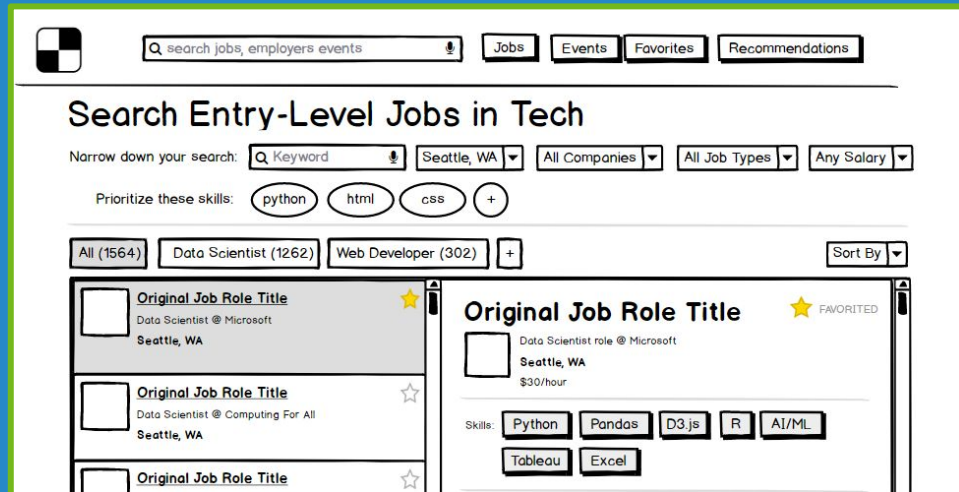 search jobs, employers events
Jobs
Events
Favorites
Recommendations
Search Entry-Level Jobs in Tech
Narrow down your search:
Keyword
Seattle, WA
All Companies
All Job Types
Any Salary
Prioritize these skills:
python
html
css
+
All (1564)
Data Scientist (1262)
Web Developer (302)
+
Sort By
Original Job Role Title
Data Scientist @ Microsoft
Seattle, WA
Original Job Role Title
Data Scientist @ Computing For All
Seattle, WA
Original Job Role Title
Original Job Role Title
FAVORITED
Data Scientist role @ Microsoft
Seattle, WA
$30/hour
Skills:
Python
Pandas
D3.js
R
AI/ML
Tableau
Excel